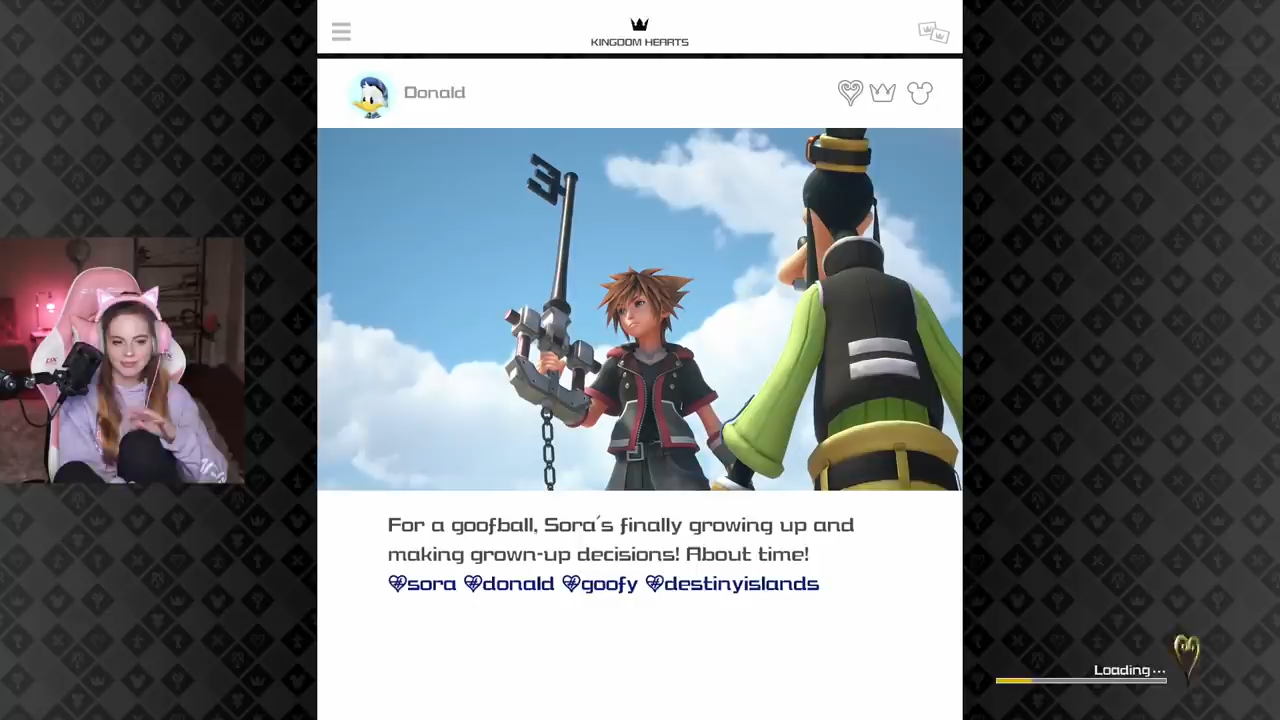 KINGDOM HEARTS
Donald
For a goofball, Sora's finally growing up and
making grown-up decisions! About time!
sora donald goofy destinyislands
Loading...